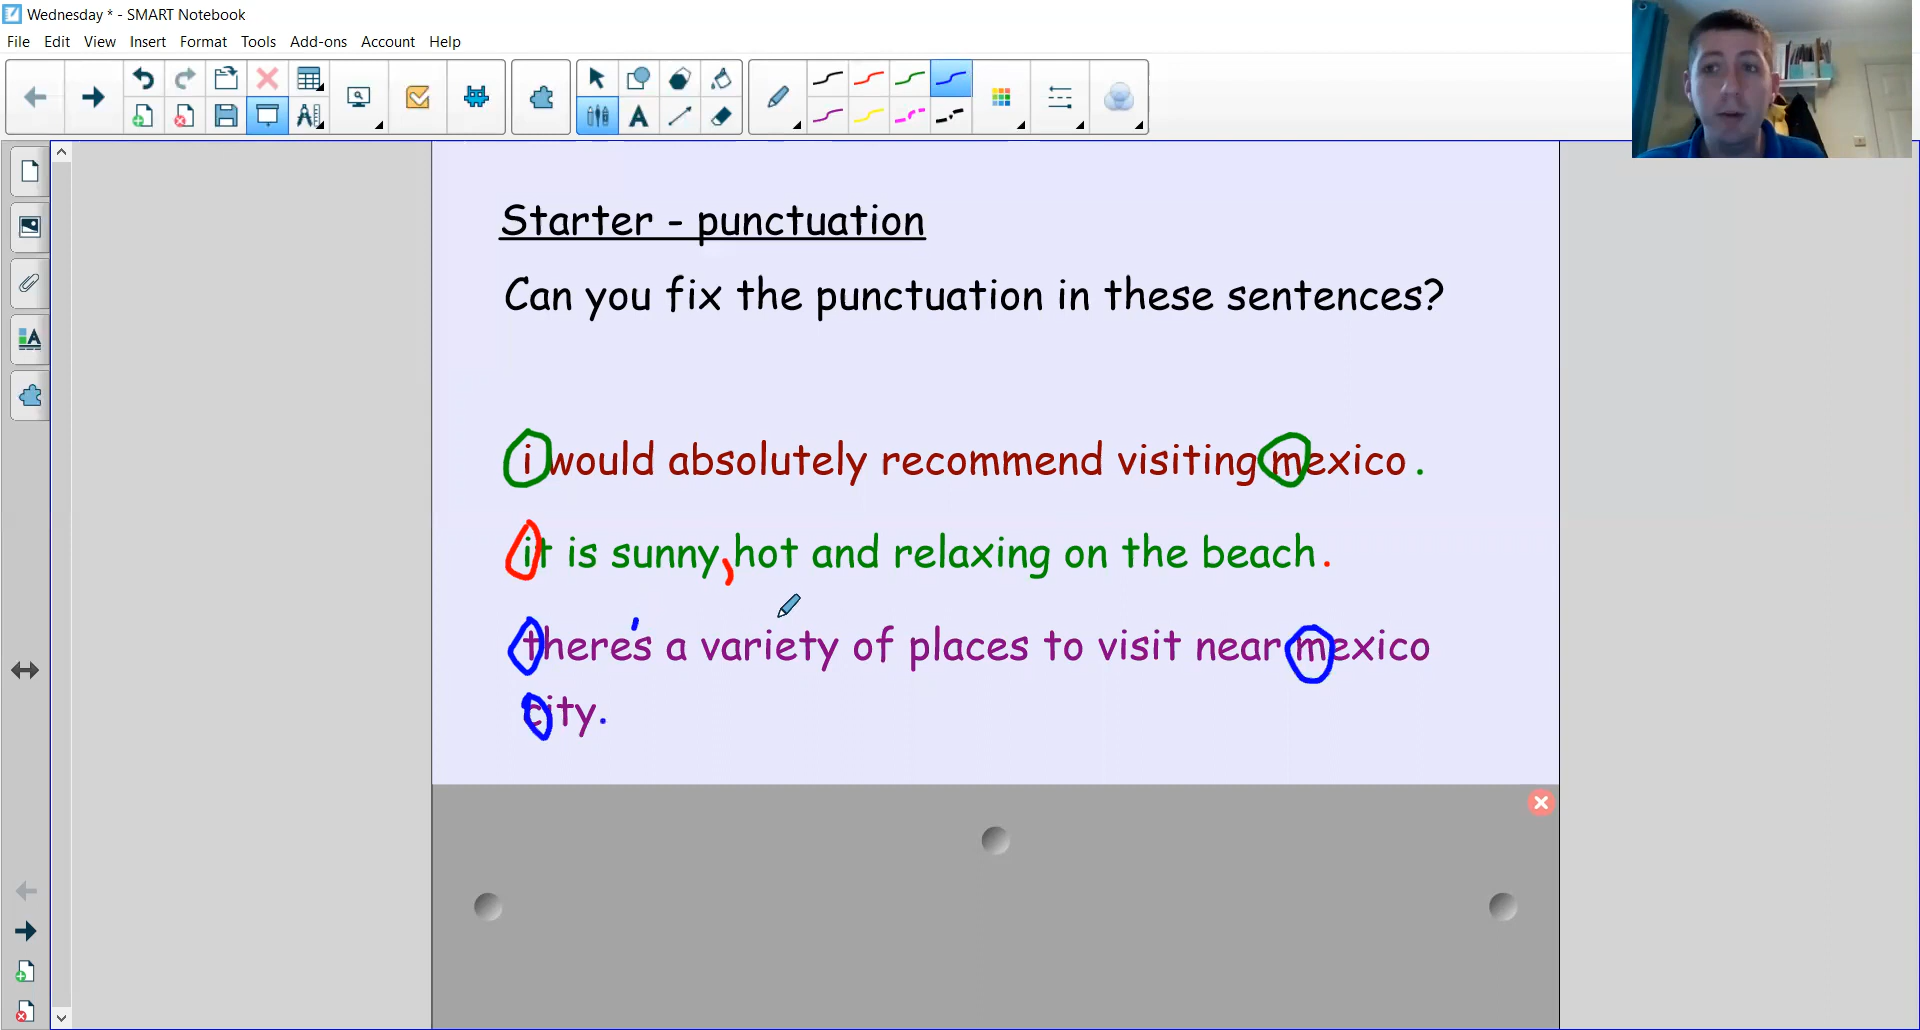 Wednesday * - SMART Notebook
File Edit View Insert Format Tools Add-ons Account Help
Starter - punctuation
Can you fix the punctuation in these sentences?
i would absolutely recommend visiting mexico .
it is sunny, hot and relaxing on the beach.
there's a variety of places to visit near mexico
city.